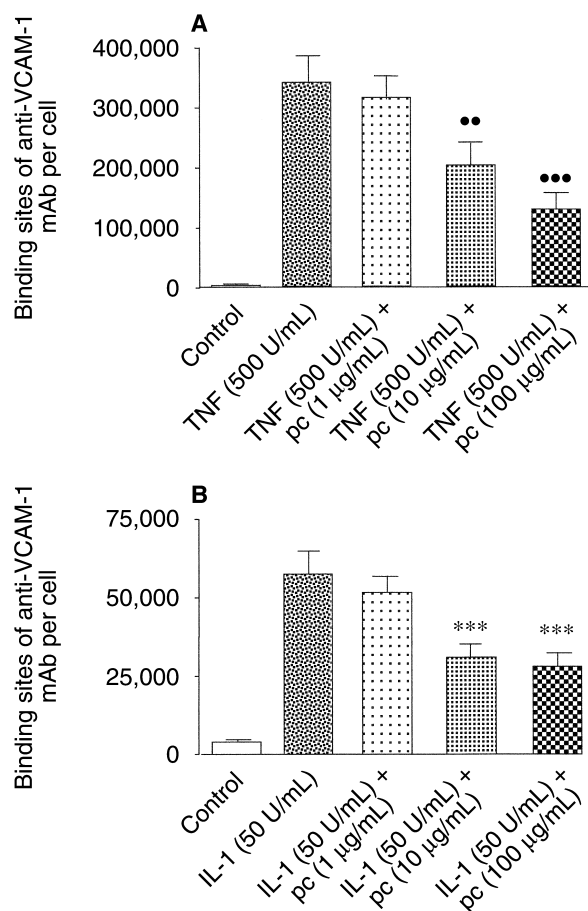 A
Binding sites of anti-VCAM-1
mAb per cell
400,000
300,000
200,000
100,000
0
●●
●●●
Control
TNF (500 U/mL)
TNF (500 U/mL) +
pc (1 μg/mL)
TNF (500 U/mL) +
pc (10 μg/mL)
TNF (500 U/mL) +
pc (100 μg/mL)
B
Binding sites of anti-VCAM-1
mAb per cell
75,000
50,000
25,000
0
***
***
Control
IL-1 (50 U/mL)
IL-1 (50 U/mL) +
pc (1 μg/mL)
IL-1 (50 U/mL) +
pc (10 μg/mL)
IL-1 (50 U/mL) +
pc (100 μg/mL)